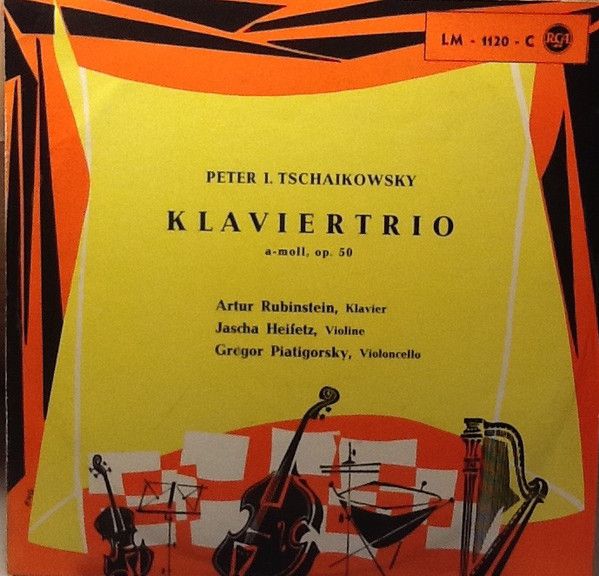 LM - 1120 - C RCA
PETER I. TSCHAIKOWSKY
KLAVIERTRIO
a-moll, op. 50
Artur Rubinstein, Klavier
Jascha Heifetz, Violine
Gregor Piatigorsky, Violoncello